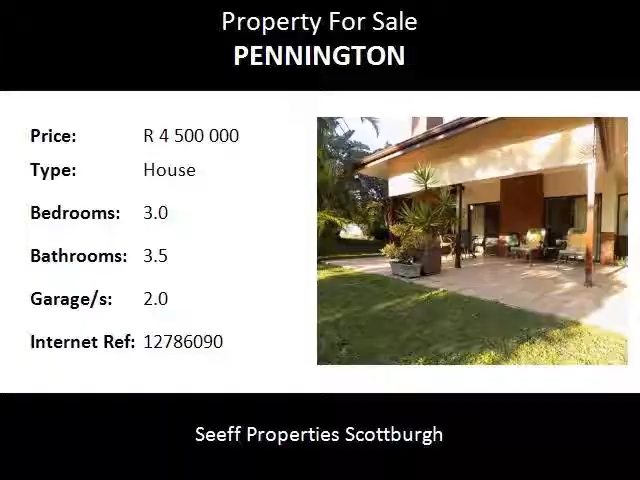 Property For Sale
PENNINGTON
Price: R 4 500 000
Type: House
Bedrooms: 3.0
Bathrooms: 3.5
Garage/s: 2.0
Internet Ref: 12786090
Seeff Properties Scottburgh